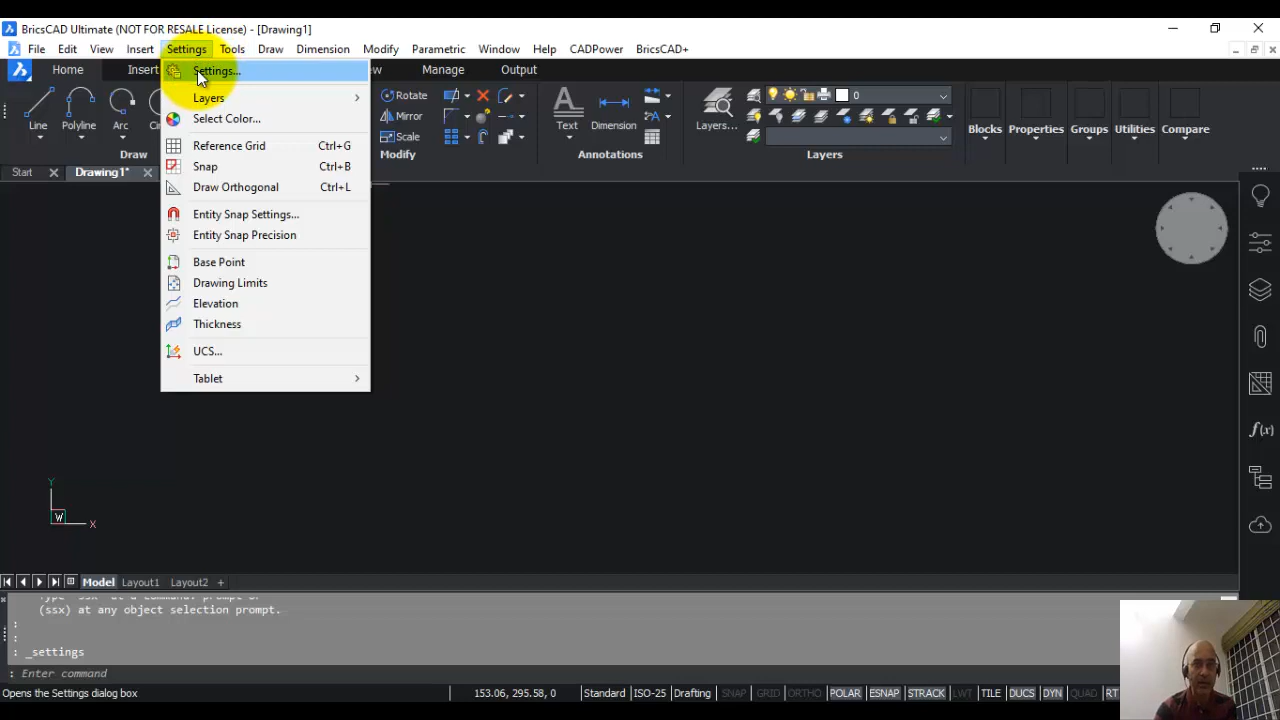 BricsCAD Ultimate (NOT FOR RESALE License) - [Drawing1]
File Edit View Insert Settings Tools Draw Dimension Modify Parametric Window Help CADPower BricsCAD+
Home Insert Manage Output
Settings...
Layers
Select Color...
Reference Grid Ctrl+G
Snap Ctrl+B
Draw Orthogonal Ctrl+L
Entity Snap Settings...
Entity Snap Precision
Base Point
Drawing Limits
Elevation
Thickness
UCS...
Tablet
Line Polyline Arc
Draw
Rotate
Mirror
Scale
Modify
Text Dimension
Annotations
Layers... 0
Layers
Blocks Properties Groups Utilities Compare
Start Drawing1*
Y
W X
Model Layout1 Layout2 +
(ssx) at any object selection prompt.
:
:
: _settings
: Enter command
Opens the Settings dialog box 153.06, 295.58, 0 Standard ISO-25 Drafting SNAP GRID ORTHO POLAR ESNAP STRACK LWT TILE DUCS DYN QUAD RT
f(x)